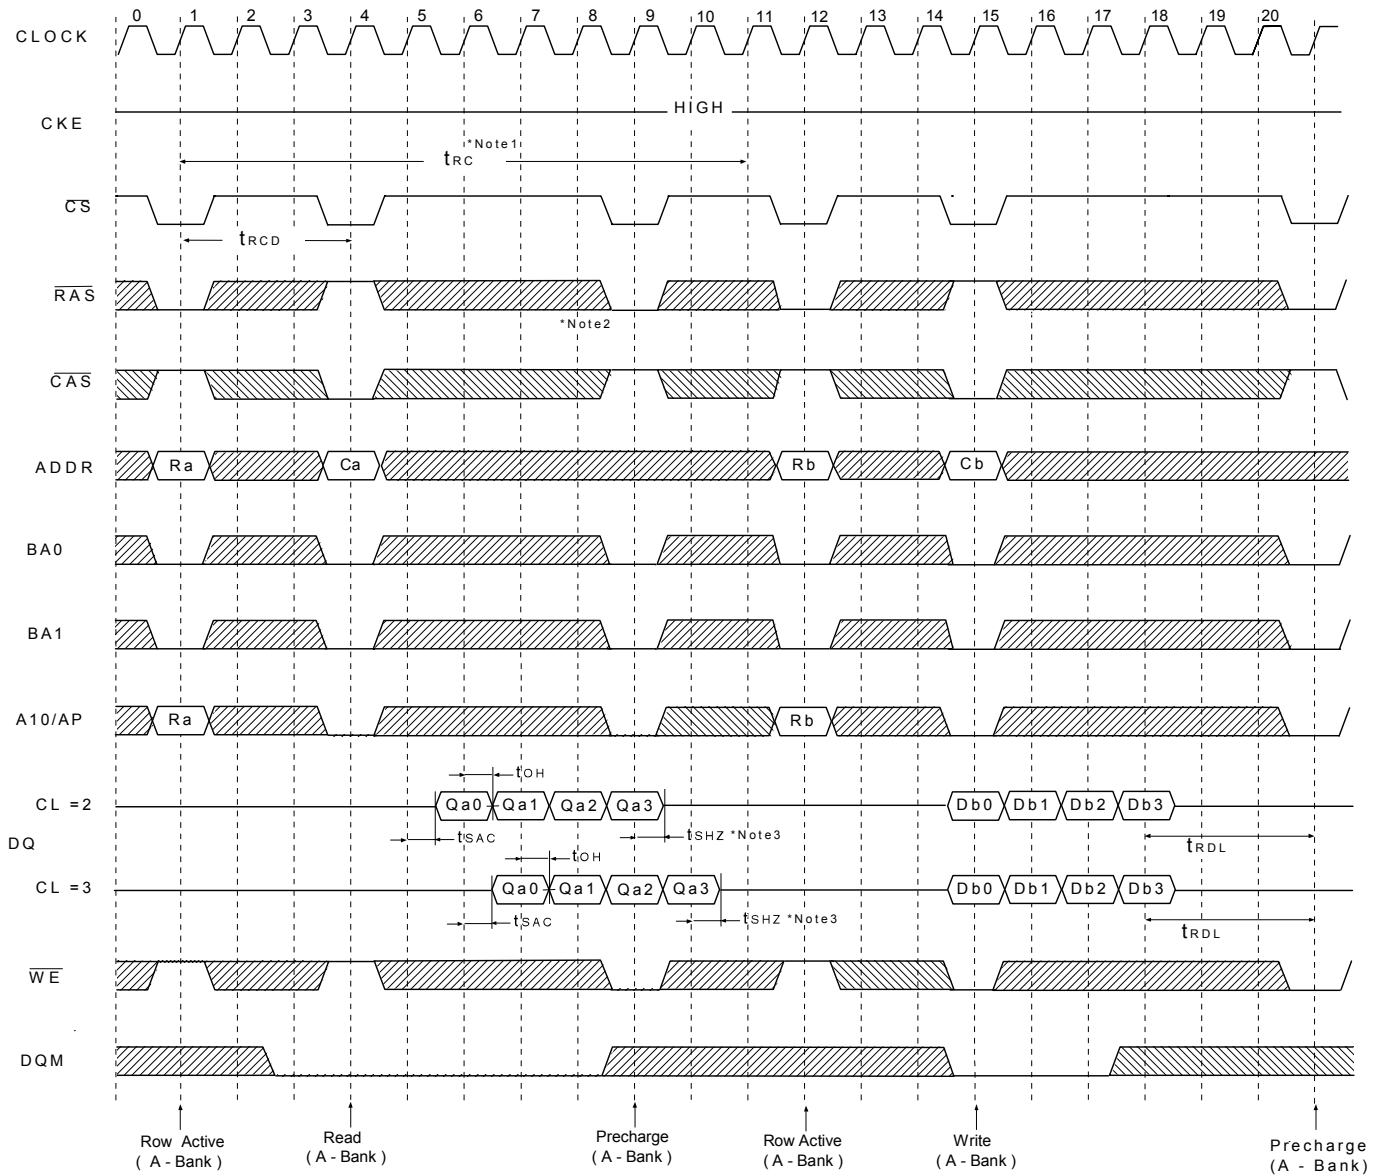 0 1 2 3 4 5 6 7 8 9 10 11 12 13 14 15 16 17 18 19 20
CLOCK
HIGH
CKE
tRC *Note1
CS
tRCD
RAS
*Note2
CAS
ADDR Ra Ca Rb Cb
BA0
BA1
A10/AP Ra Rb
tOH
CL =2 Qa0 Qa1 Qa2 Qa3 Db0 Db1 Db2 Db3
tSAC tSHZ *Note3 tRDL
DQ
tOH
CL =3 Qa0 Qa1 Qa2 Qa3 Db0 Db1 Db2 Db3
tSAC tSHZ *Note3 tRDL
WE
DQM
Row Active Read Precharge Row Active Write Precharge
( A - Bank ) ( A - Bank ) ( A - Bank ) ( A - Bank ) ( A - Bank ) ( A - Bank )